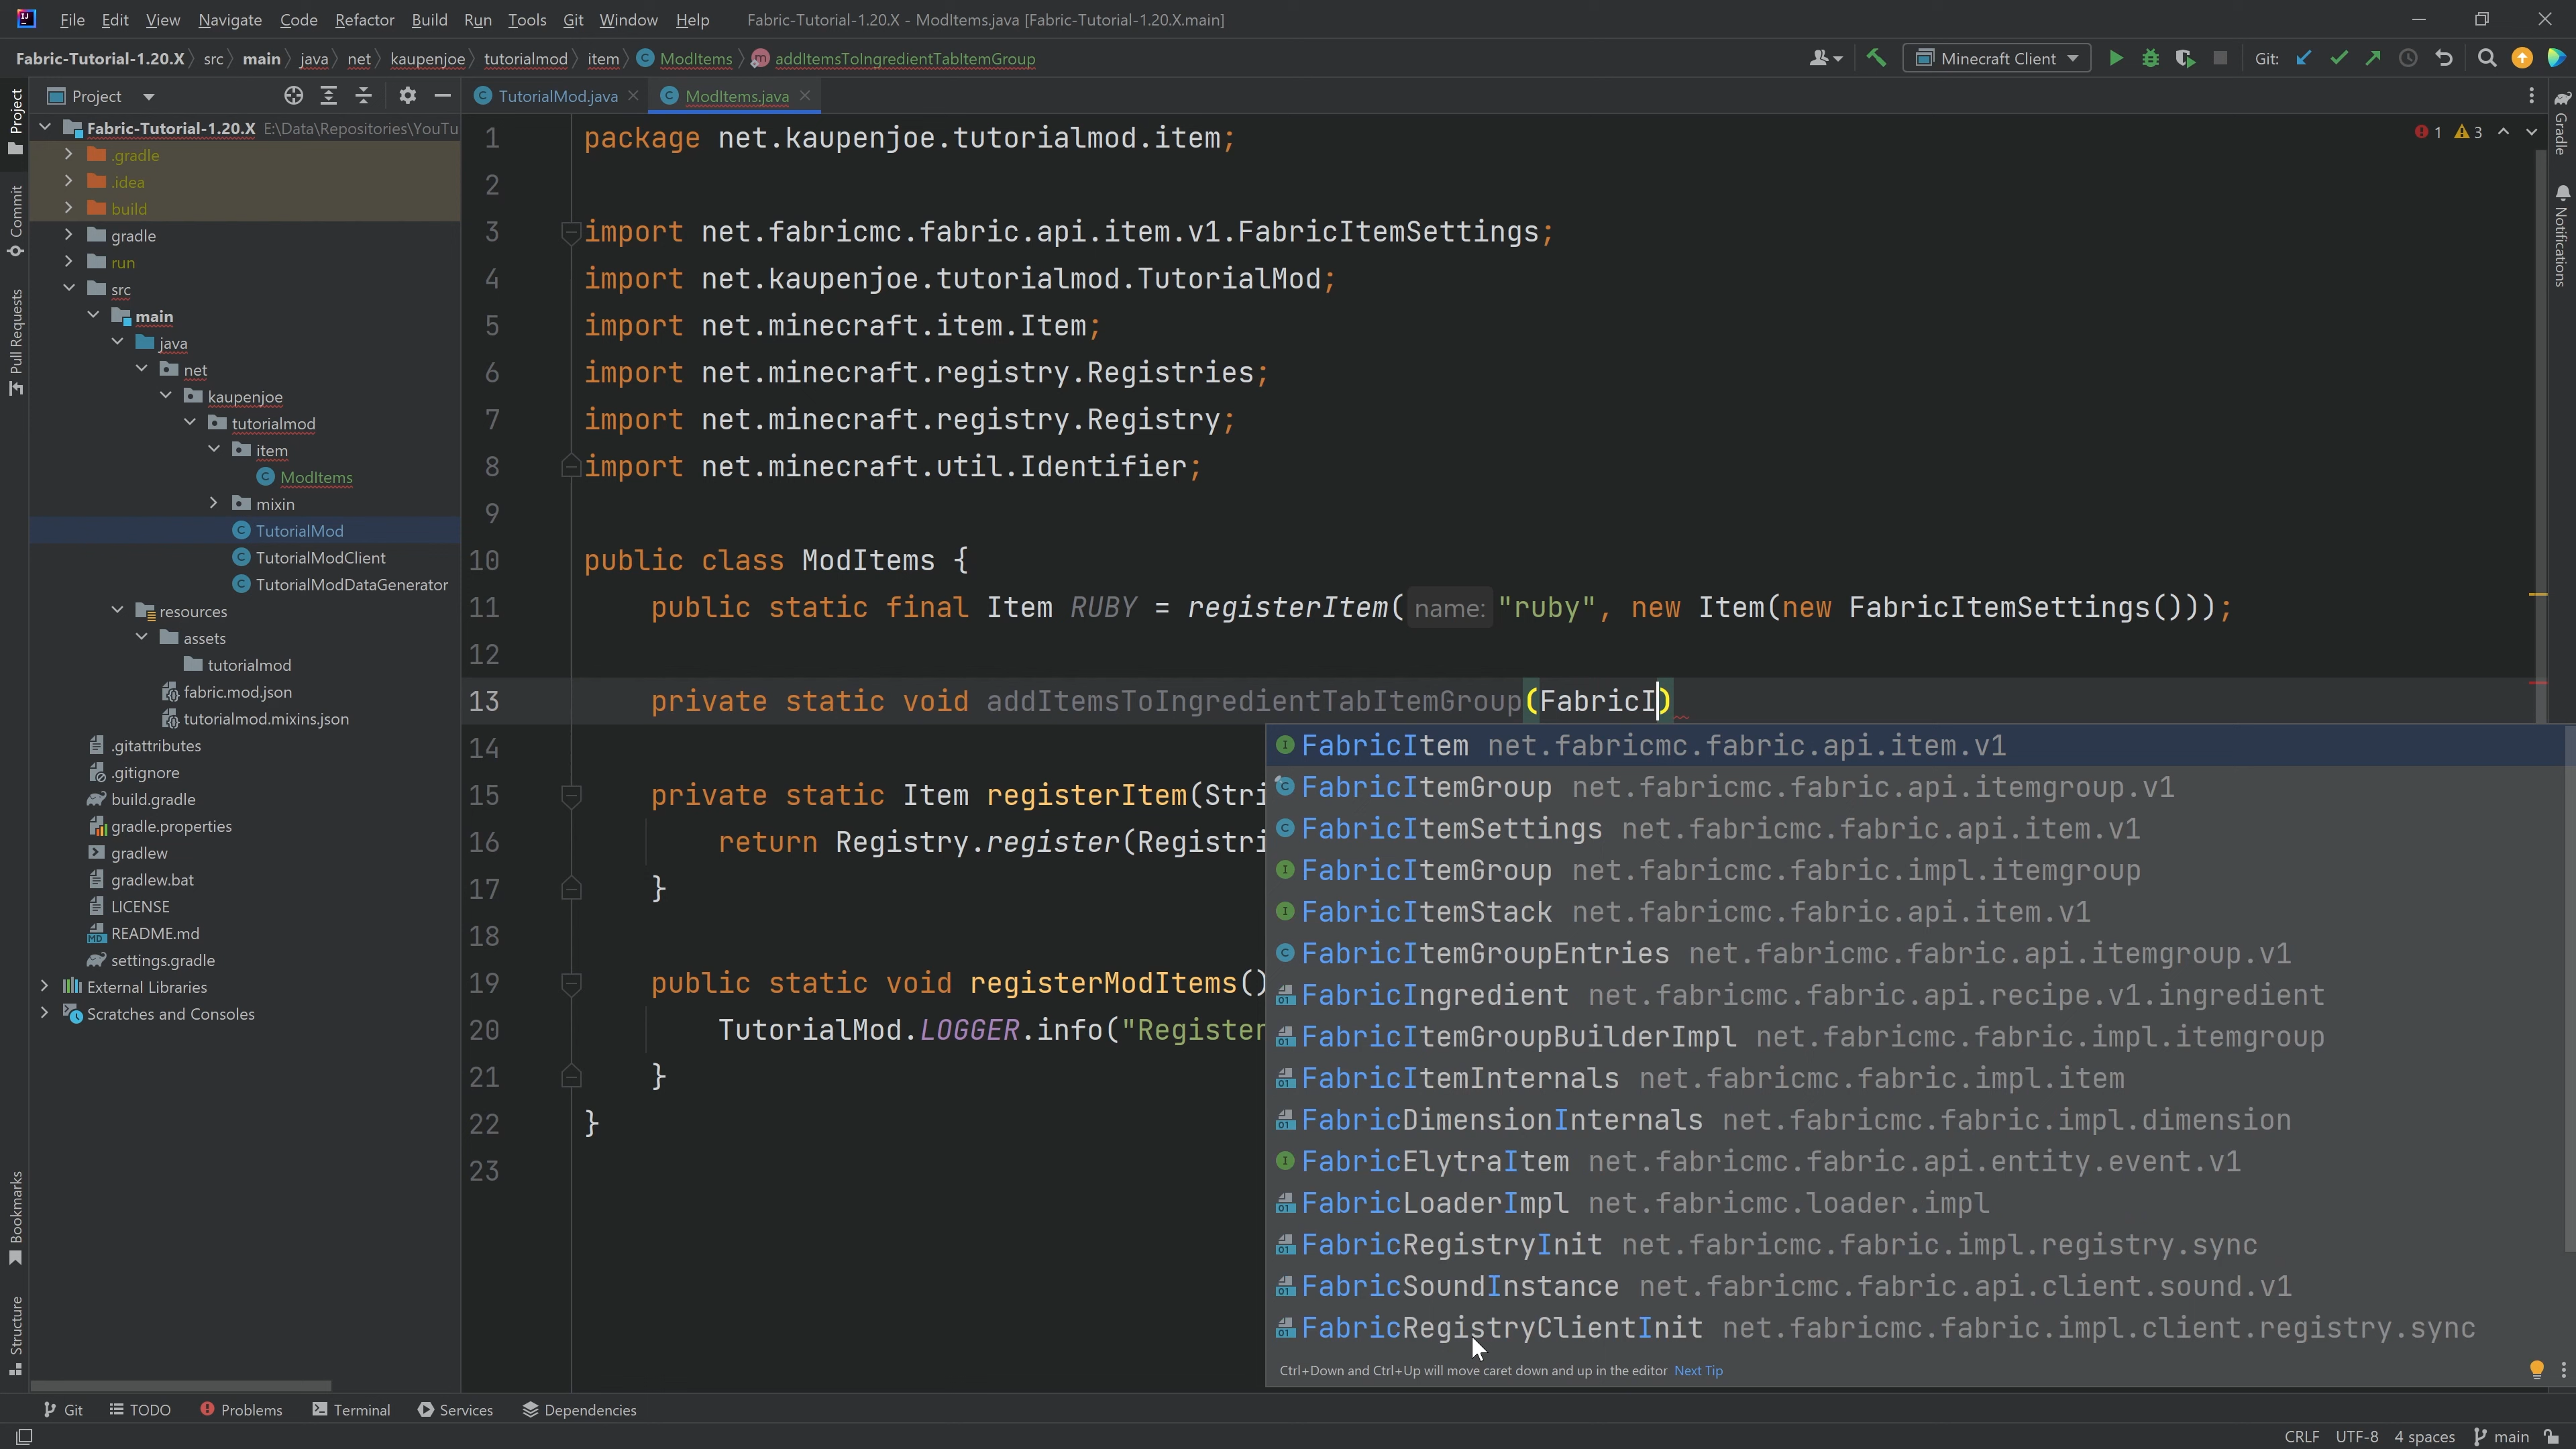 File Edit View Navigate Code Refactor Build Run Tools Git Window Help Fabric-Tutorial-1.20.X - ModItems.java [Fabric-Tutorial-1.20.X.main]
Fabric-Tutorial-1.20.X src main java net kaupenjoe tutorialmod item ModItems addItemsToIngredientTabItemGroup Minecraft Client Git:
Project TutorialMod.java ModItems.java
Project
Commit
Pull Requests
Bookmarks
Structure
Fabric-Tutorial-1.20.X E:\Data\Repositories\YouTu
.gradle
.idea
build
gradle
run
src
main
java
net
kaupenjoe
tutorialmod
item
ModItems
mixin
TutorialMod
TutorialModClient
TutorialModDataGenerator
resources
assets
tutorialmod
fabric.mod.json
tutorialmod.mixins.json
.gitattributes
.gitignore
build.gradle
gradle.properties
gradlew
gradlew.bat
LICENSE
README.md
settings.gradle
External Libraries
Scratches and Consoles
1 package net.kaupenjoe.tutorialmod.item;
2
3 import net.fabricmc.fabric.api.item.v1.FabricItemSettings;
4 import net.kaupenjoe.tutorialmod.TutorialMod;
5 import net.minecraft.item.Item;
6 import net.minecraft.registry.Registries;
7 import net.minecraft.registry.Registry;
8 import net.minecraft.util.Identifier;
9
10 public class ModItems {
11 public static final Item RUBY = registerItem( name: "ruby", new Item(new FabricItemSettings()));
12
13 private static void addItemsToIngredientTabItemGroup(FabricI)
14
15 private static Item registerItem(Stri
16 return Registry.register(Registri
17 }
18
19 public static void registerModItems()
20 TutorialMod.LOGGER.info("Register
21 }
22 }
23
1 3
FabricItem net.fabricmc.fabric.api.item.v1
FabricItemGroup net.fabricmc.fabric.api.itemgroup.v1
FabricItemSettings net.fabricmc.fabric.api.item.v1
FabricItemGroup net.fabricmc.fabric.impl.itemgroup
FabricItemStack net.fabricmc.fabric.api.item.v1
FabricItemGroupEntries net.fabricmc.fabric.api.itemgroup.v1
FabricIngredient net.fabricmc.fabric.api.recipe.v1.ingredient
FabricItemGroupBuilderImpl net.fabricmc.fabric.impl.itemgroup
FabricItemInternals net.fabricmc.fabric.impl.item
FabricDimensionInternals net.fabricmc.fabric.impl.dimension
FabricElytraItem net.fabricmc.fabric.api.entity.event.v1
FabricLoaderImpl net.fabricmc.loader.impl
FabricRegistryInit net.fabricmc.fabric.impl.registry.sync
FabricSoundInstance net.fabricmc.fabric.api.client.sound.v1
FabricRegistryClientInit net.fabricmc.fabric.impl.client.registry.sync
Ctrl+Down and Ctrl+Up will move caret down and up in the editor Next Tip
Gradle
Notifications
Git TODO Problems Terminal Services Dependencies
CRLF UTF-8 4 spaces main